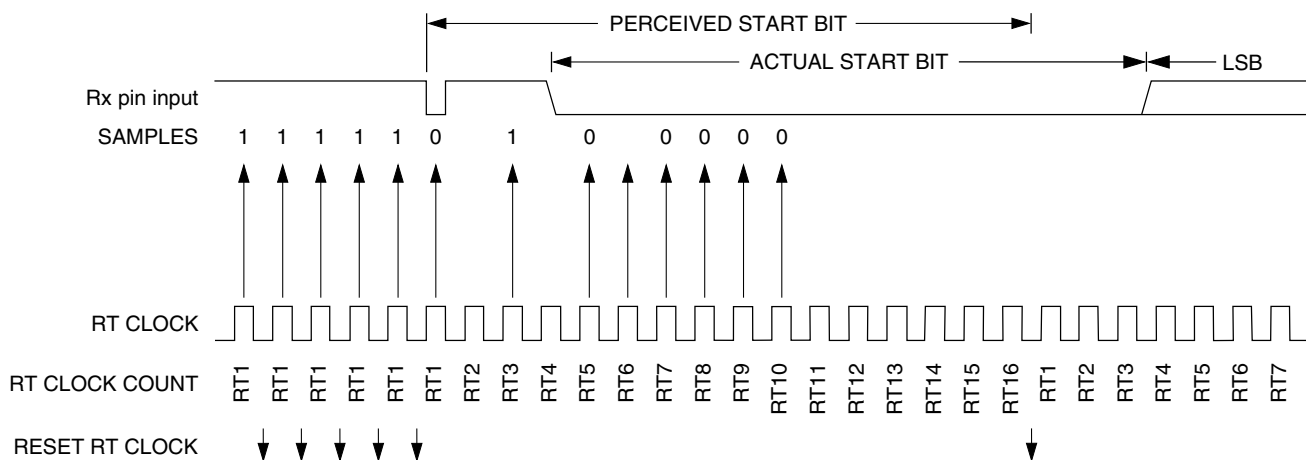 PERCEIVED START BIT
ACTUAL START BIT
LSB
Rx pin input
SAMPLES 1 1 1 1 1 0 1 0 0 0 0 0
RT CLOCK
RT CLOCK COUNT RT1 RT1 RT1 RT1 RT1 RT1 RT2 RT3 RT4 RT5 RT6 RT7 RT8 RT9 RT10 RT11 RT12 RT13 RT14 RT15 RT16 RT1 RT2 RT3 RT4 RT5 RT6 RT7
RESET RT CLOCK